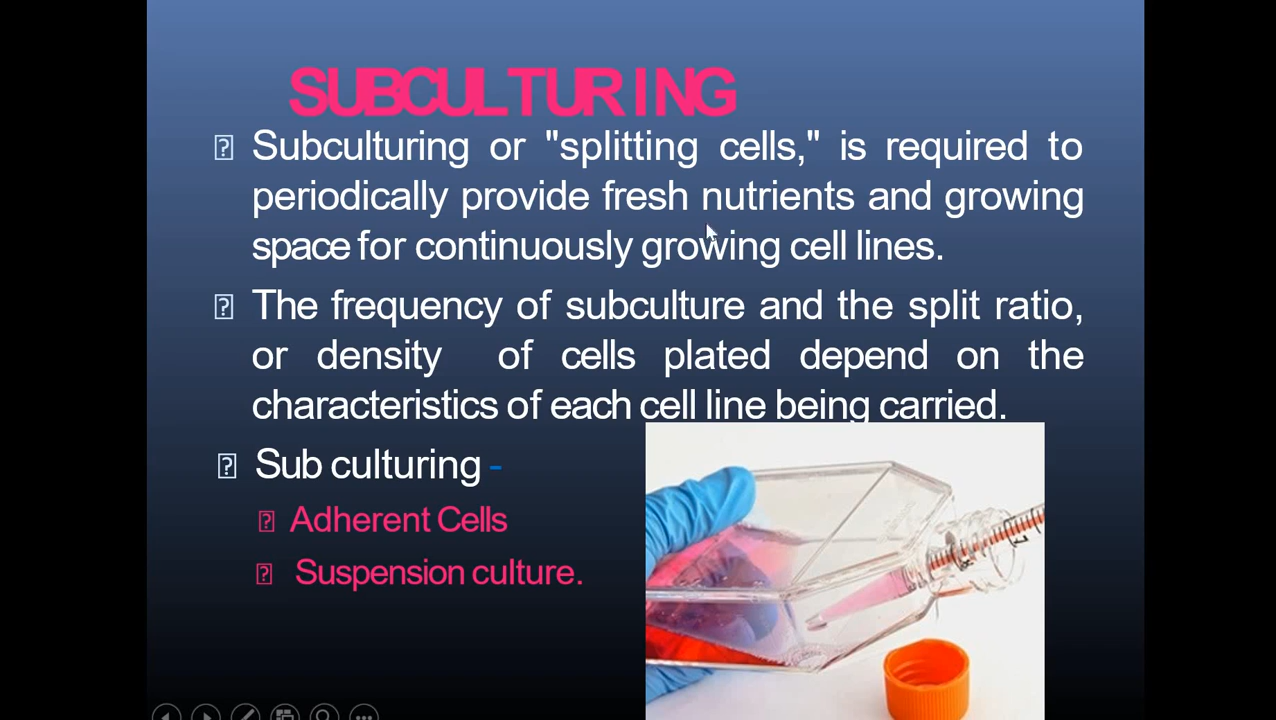 SUBCULTURING
Subculturing or "splitting cells," is required to
periodically provide fresh nutrients and growing
space for continuously growing cell lines.
The frequency of subculture and the split ratio,
or density of cells plated depend on the
characteristics of each cell line being carried.
Sub culturing -
Adherent Cells
Suspension culture.